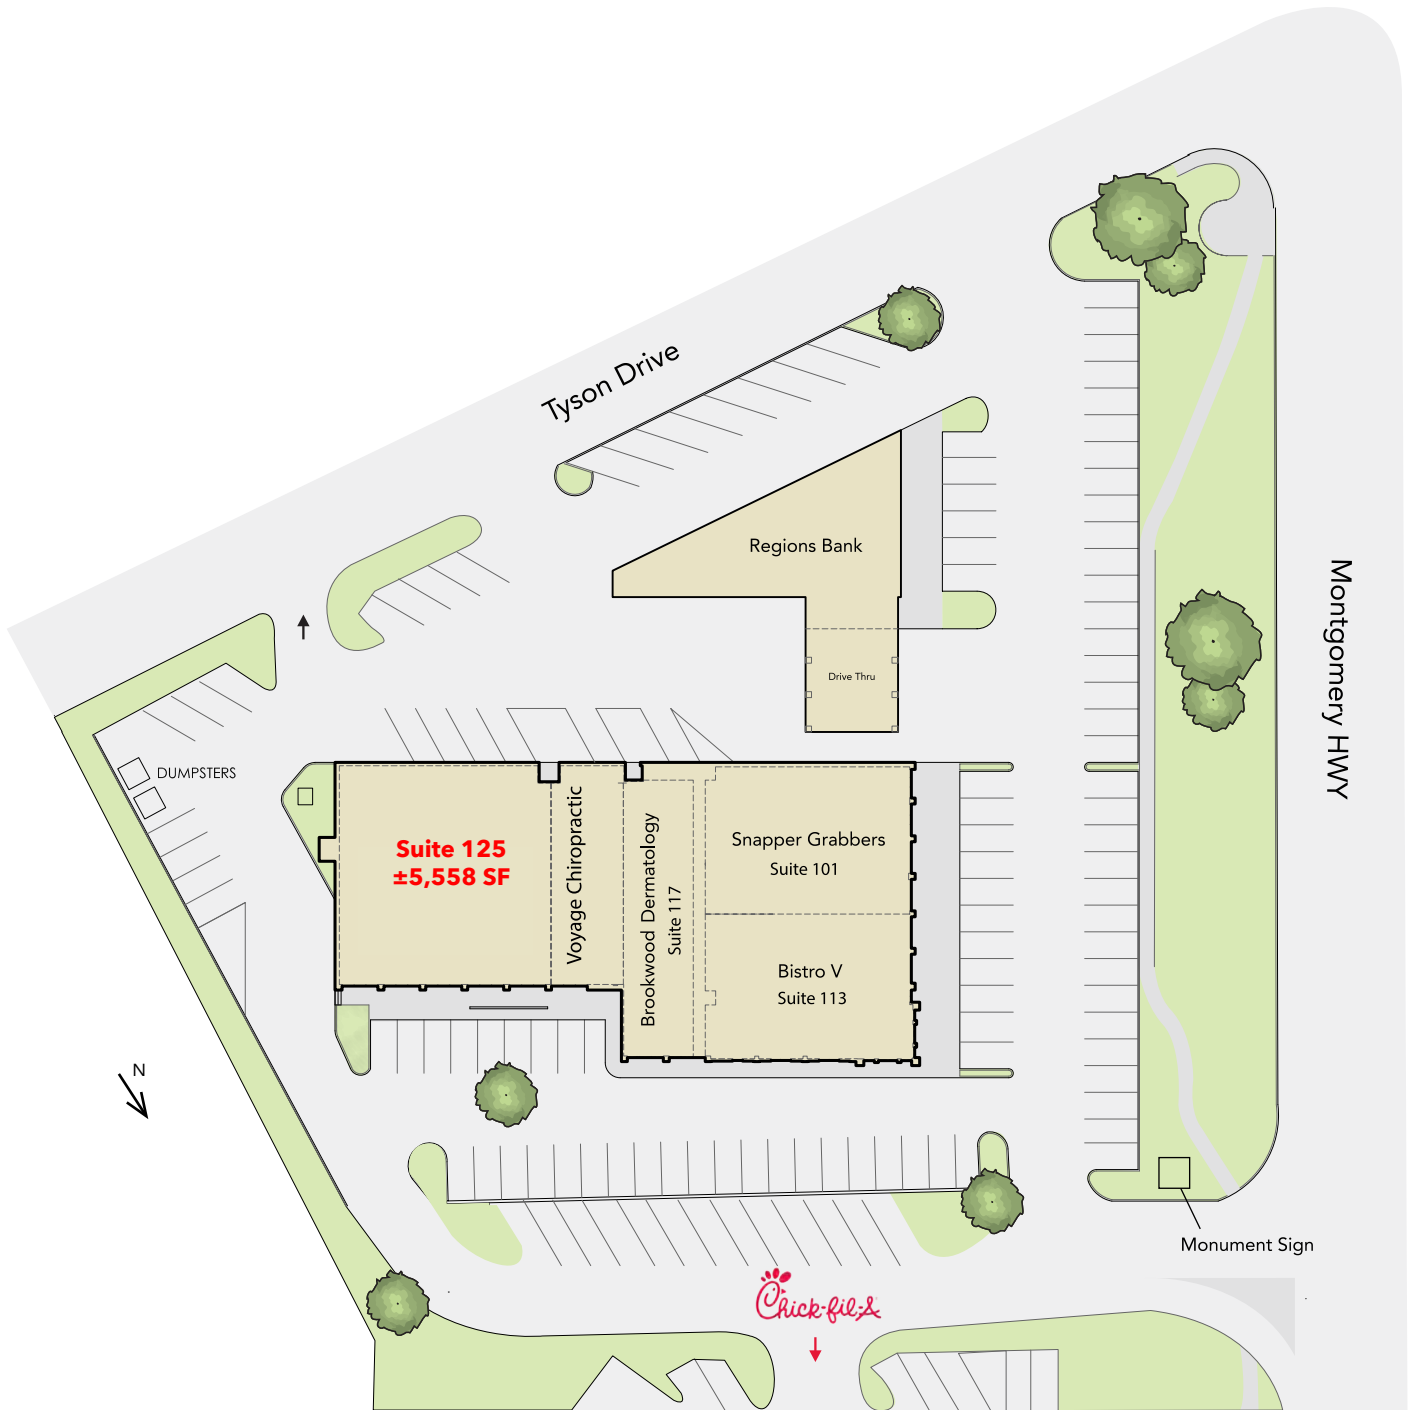 Tyson Drive
Regions Bank
Drive Thru
Montgomery HWY
DUMPSTERS
Suite 125
±5,558 SF
Voyage Chiropractic
Brookwood Dermatology
Suite 117
Snapper Grabbers
Suite 101
Bistro V
Suite 113
N
Monument Sign
Chick-fil-A